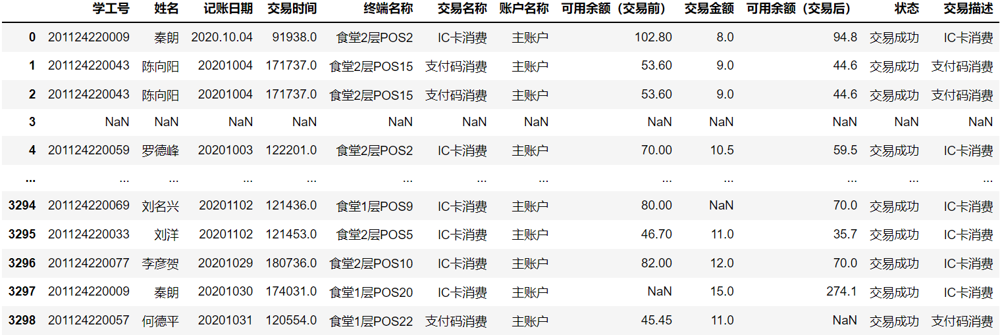 学工号 姓名 记账日期 交易时间 终端名称 交易名称 账户名称 可用余额（交易前） 交易金额 可用余额（交易后） 状态 交易描述
0 201124220009 秦朗 2020.10.04 91938.0 食堂2层POS2 IC卡消费 主账户 102.80 8.0 94.8 交易成功 IC卡消费
1 201124220043 陈向阳 20201004 171737.0 食堂2层POS15 支付码消费 主账户 53.60 9.0 44.6 交易成功 支付码消费
2 201124220043 陈向阳 20201004 171737.0 食堂2层POS15 支付码消费 主账户 53.60 9.0 44.6 交易成功 支付码消费
3 NaN NaN NaN NaN NaN NaN NaN NaN NaN NaN NaN NaN
4 201124220059 罗德峰 20201003 122201.0 食堂2层POS2 IC卡消费 主账户 70.00 10.5 59.5 交易成功 IC卡消费
... ... ... ... ... ... ... ... ... ... ... ... ...
3294 201124220069 刘名兴 20201102 121436.0 食堂1层POS9 IC卡消费 主账户 80.00 NaN 70.0 交易成功 IC卡消费
3295 201124220033 刘洋 20201102 121453.0 食堂2层POS5 IC卡消费 主账户 46.70 11.0 35.7 交易成功 IC卡消费
3296 201124220077 李彦贺 20201029 180736.0 食堂2层POS10 IC卡消费 主账户 82.00 12.0 70.0 交易成功 IC卡消费
3297 201124220009 秦朗 20201030 174031.0 食堂1层POS20 IC卡消费 主账户 NaN 15.0 274.1 交易成功 IC卡消费
3298 201124220057 何德平 20201031 120554.0 食堂1层POS22 支付码消费 主账户 45.45 11.0 NaN 交易成功 支付码消费